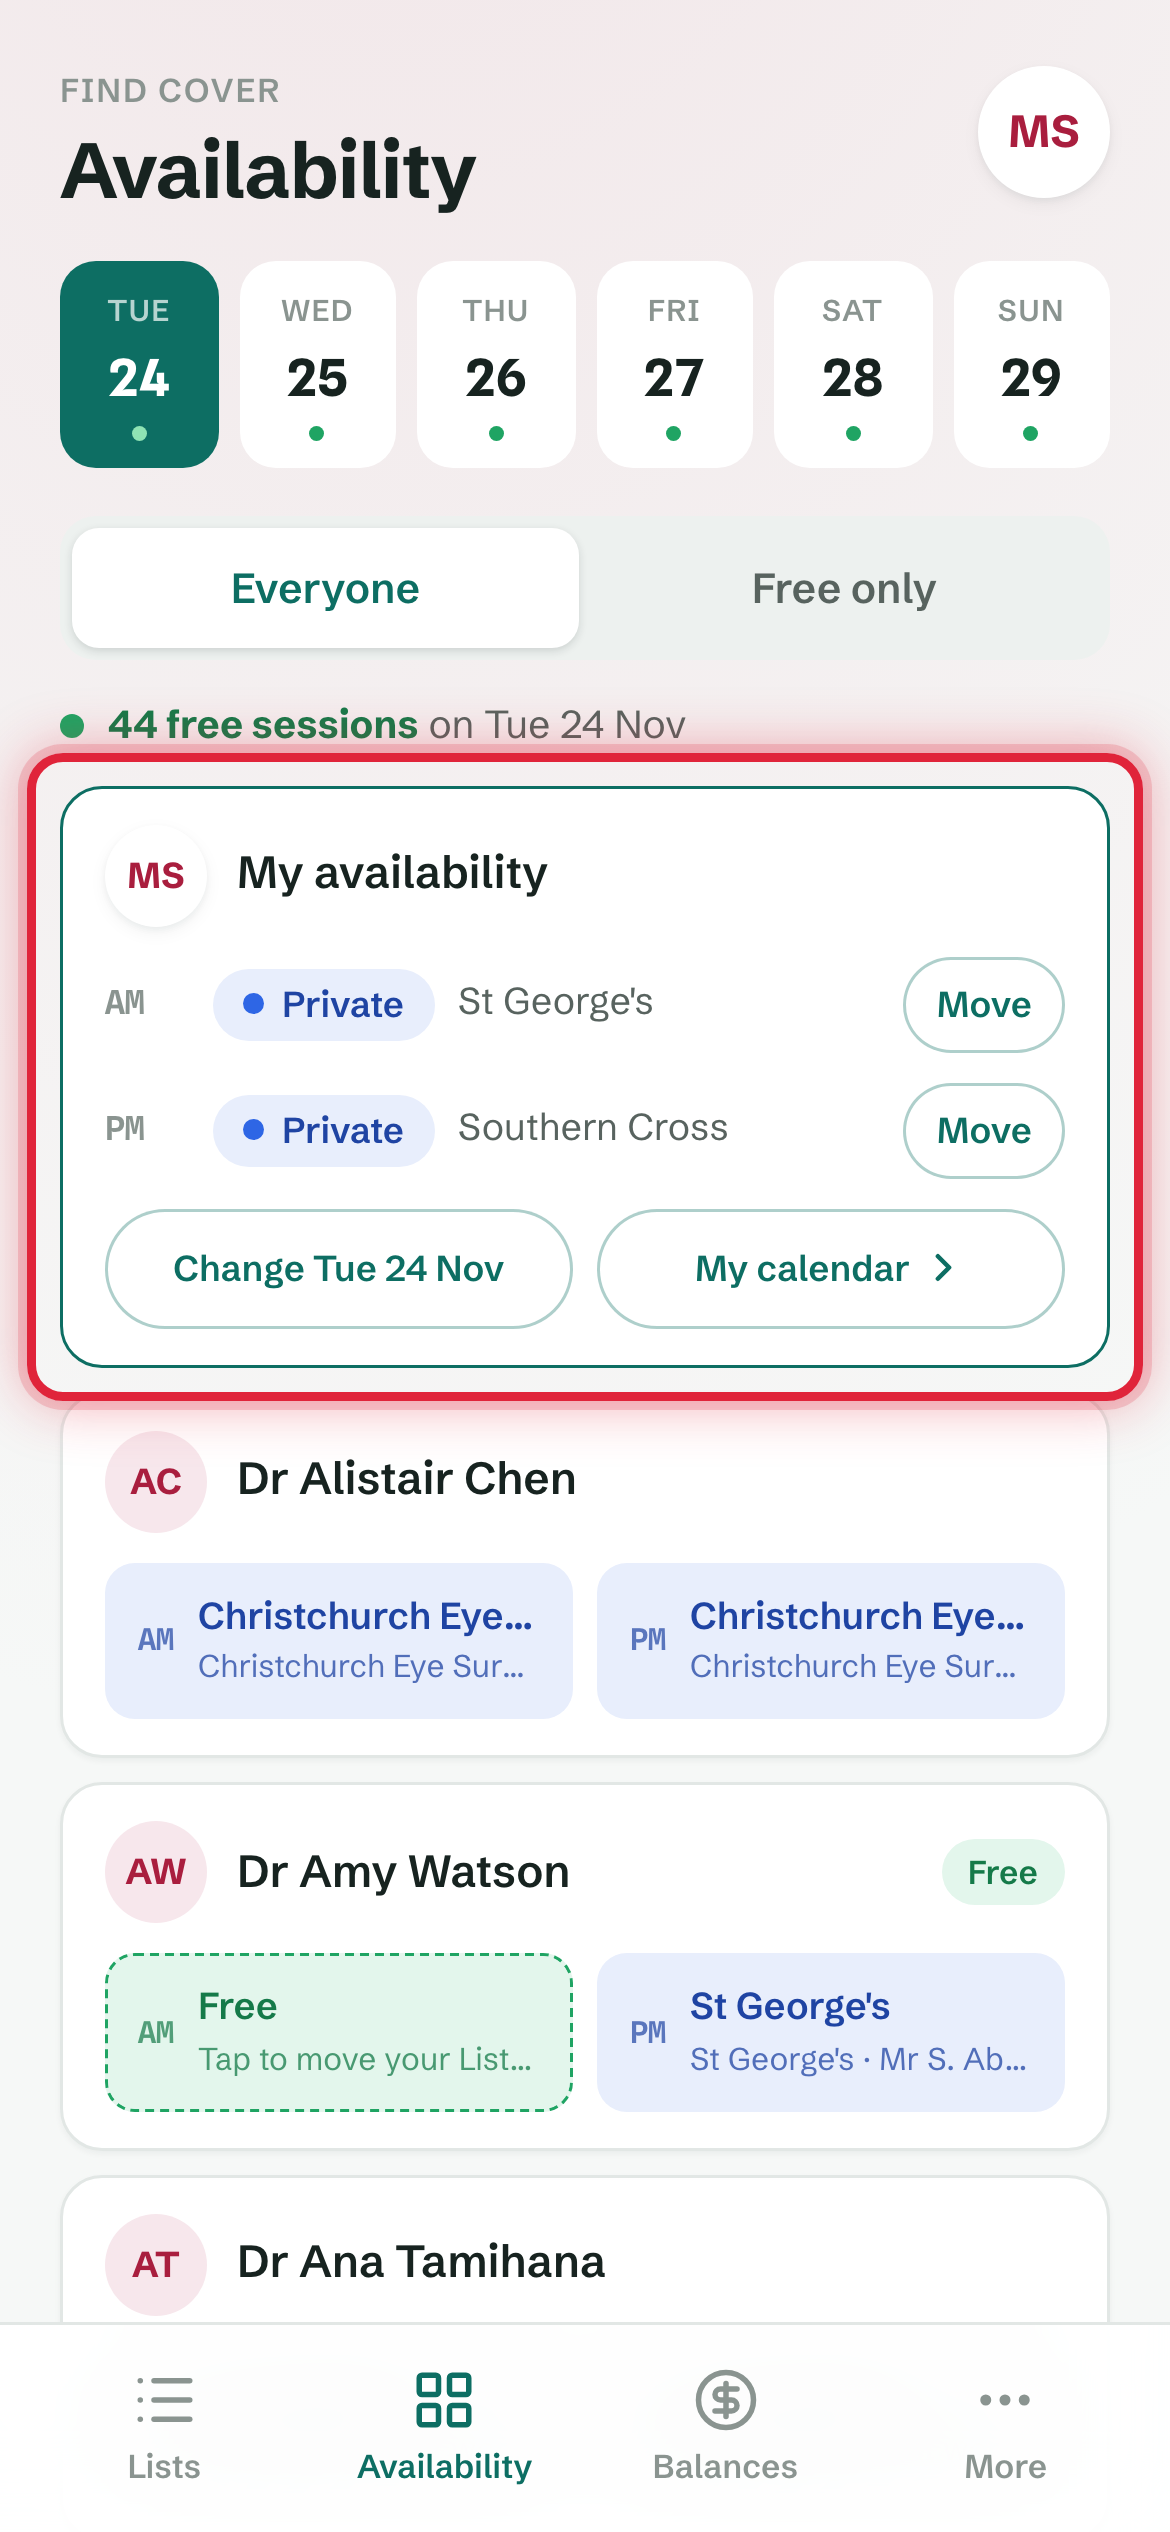 FIND COVER
Availability
MS
TUE WED THU FRI SAT SUN
24 25 26 27 28 29
Everyone Free only
44 free sessions on Tue 24 Nov
MS My availability
AM Private St George's Move
PM Private Southern Cross Move
Change Tue 24 Nov My calendar
AC Dr Alistair Chen
AM Christchurch Eye...
Christchurch Eye Sur...
PM Christchurch Eye...
Christchurch Eye Sur...
AW Dr Amy Watson Free
AM Free
Tap to move your List...
PM St George's
St George's · Mr S. Ab...
AT Dr Ana Tamihana
Lists Availability Balances More